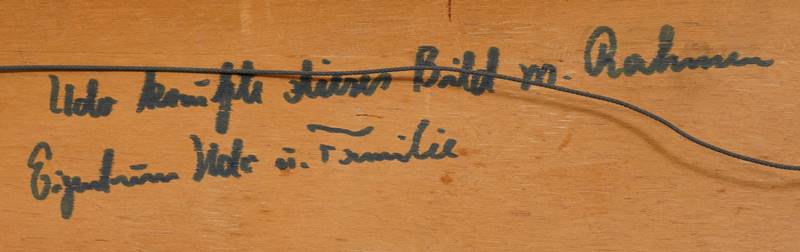 Udo kaufte dieses Bild m. Rahmen
Eigentum Udo u. Familie